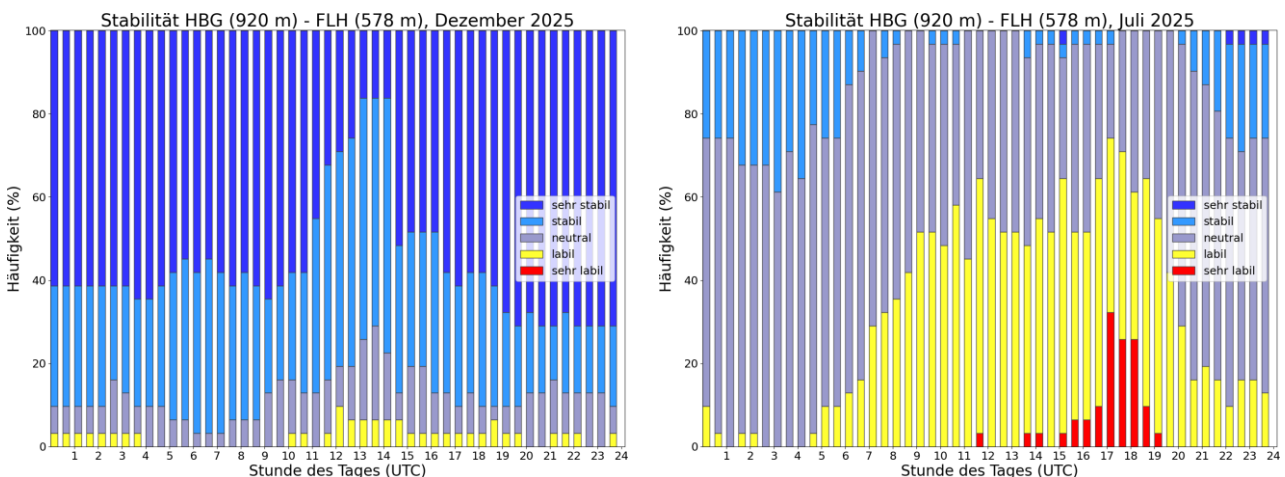 Stabilität HBG (920 m) - FLH (578 m), Dezember 2025
Häufigkeit (%)
100
80
60
40
20
0
sehr stabil
stabil
neutral
labil
sehr labil
1 2 3 4 5 6 7 8 9 10 11 12 13 14 15 16 17 18 19 20 21 22 23 24
Stunde des Tages (UTC)
Stabilität HBG (920 m) - FLH (578 m), Juli 2025
Häufigkeit (%)
100
80
60
40
20
0
sehr stabil
stabil
neutral
labil
sehr labil
1 2 3 4 5 6 7 8 9 10 11 12 13 14 15 16 17 18 19 20 21 22 23 24
Stunde des Tages (UTC)